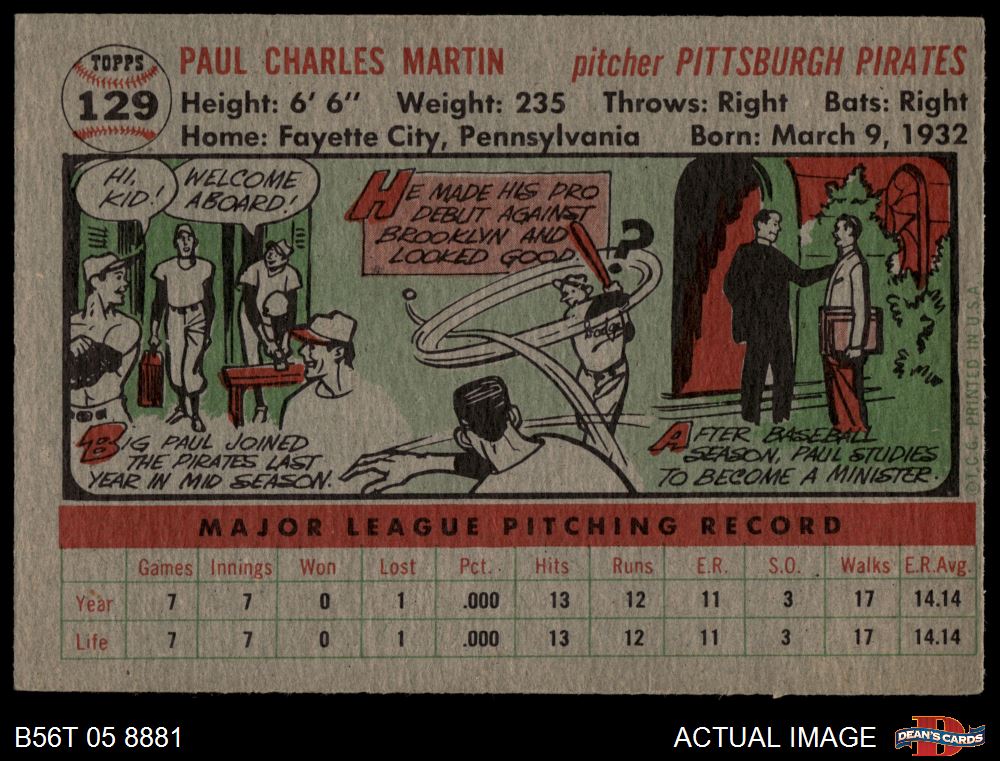 TOPPS
129
PAUL CHARLES MARTIN pitcher PITTSBURGH PIRATES
Height: 6' 6" Weight: 235 Throws: Right Bats: Right
Home: Fayette City, Pennsylvania Born: March 9, 1932
HI,
KID!
WELCOME
ABOARD!
BIG PAUL JOINED
THE PIRATES LAST
YEAR IN MID SEASON.
HE MADE HIS PRO
DEBUT AGAINST
BROOKLYN AND
LOOKED GOOD.
?
Dodge
AFTER BASEBALL
SEASON, PAUL STUDIES
TO BECOME A MINISTER.
© T.C.G. PRINTED IN U.S.A.
MAJOR LEAGUE PITCHING RECORD
Games Innings Won Lost Pct. Hits Runs E.R. S.O. Walks E.R.Avg.
Year 7 7 0 1 .000 13 12 11 3 17 14.14
Life 7 7 0 1 .000 13 12 11 3 17 14.14
B56T 05 8881 ACTUAL IMAGE
DEAN'S CARDS